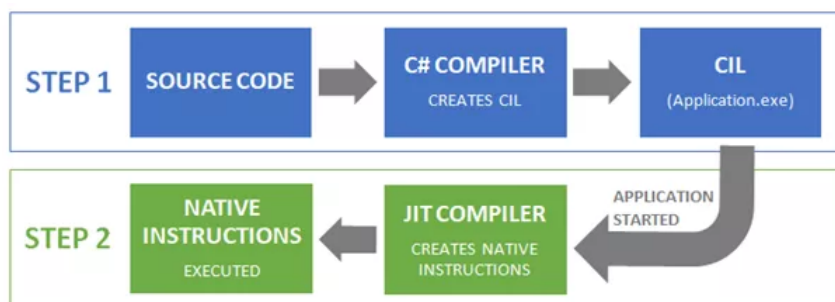 STEP 1
SOURCE CODE
C# COMPILER
CREATES CIL
CIL
(Application.exe)
APPLICATION
STARTED
STEP 2
NATIVE
INSTRUCTIONS
EXECUTED
JIT COMPILER
CREATES NATIVE
INSTRUCTIONS